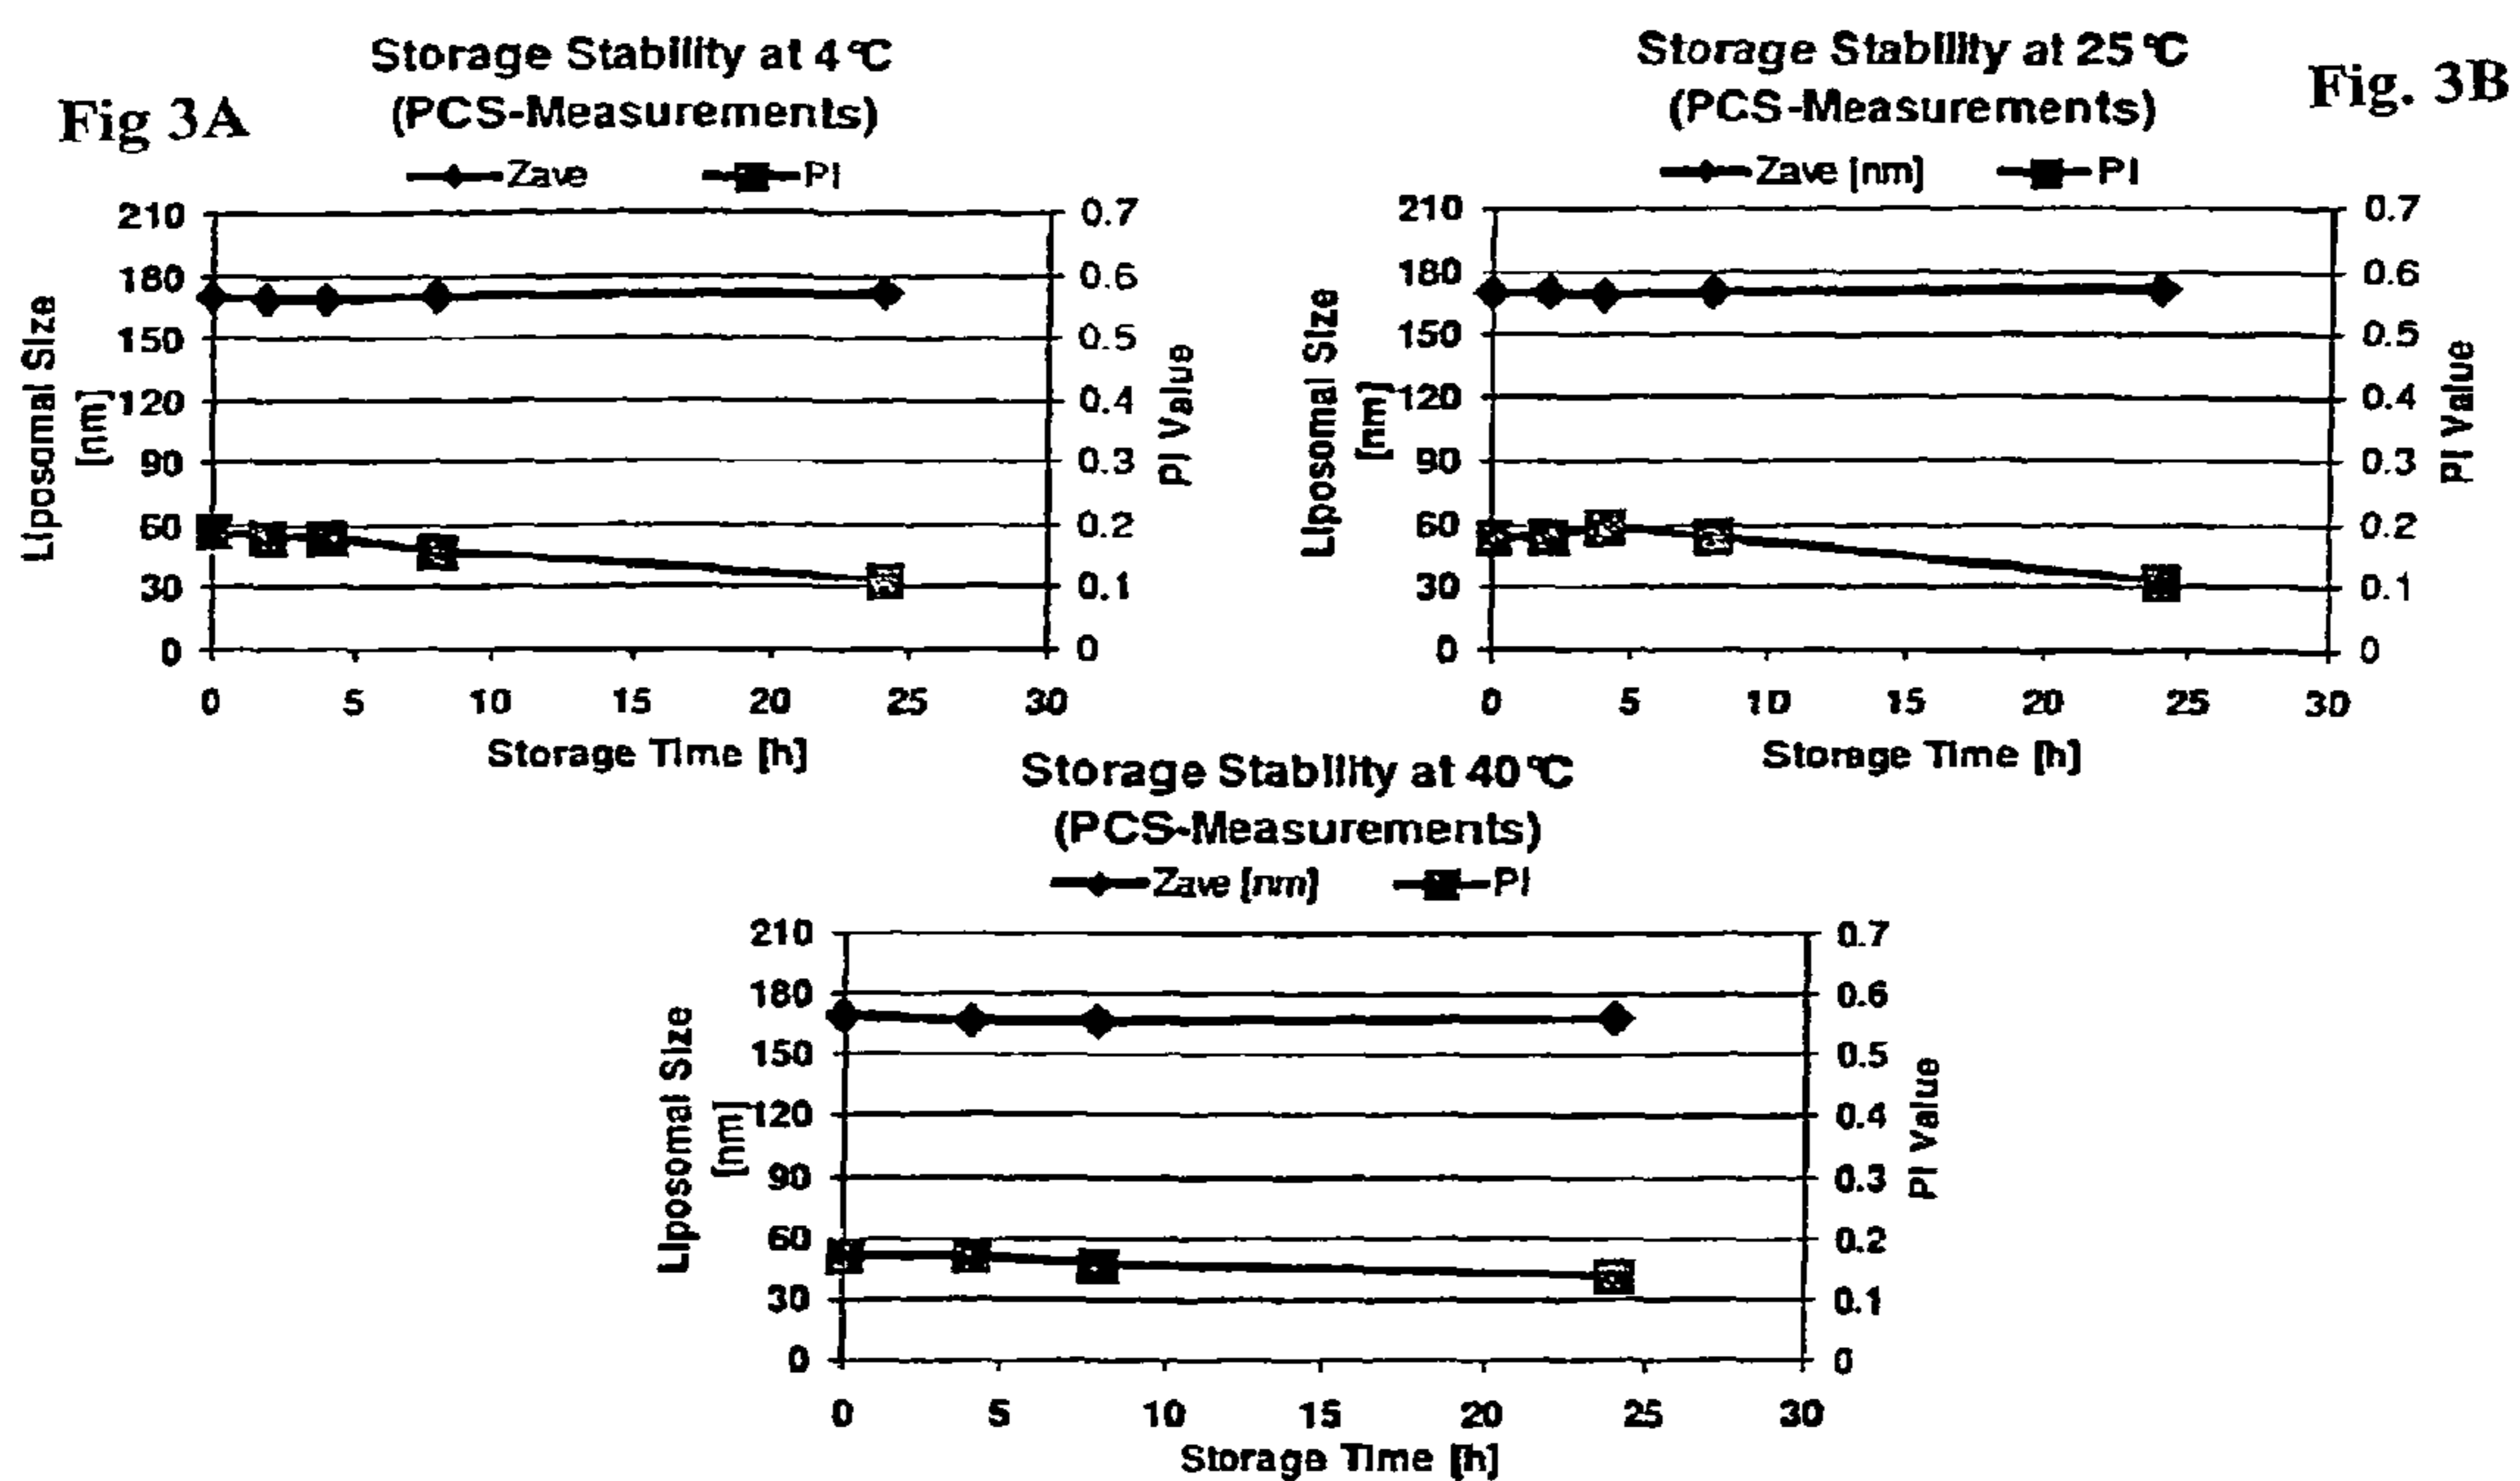 Fig 3A
Storage Stability at 4°C
(PCS-Measurements)
Zave PI
210
180
150
120
90
60
30
0
Liposomal Size
[nm]
0.7
0.6
0.5
0.4
0.3
0.2
0.1
0
PI Value
0 5 10 15 20 25 30
Storage Time [h]
Storage Stability at 25°C
(PCS-Measurements)
Fig. 3B
Zave [nm] PI
210
180
150
120
90
60
30
0
Liposomal Size
[nm]
0.7
0.6
0.5
0.4
0.3
0.2
0.1
0
PI Value
0 5 10 15 20 25 30
Storage Time [h]
Storage Stability at 40°C
(PCS-Measurements)
Zave [nm] PI
210
180
150
120
90
60
30
0
Liposomal Size
[nm]
0.7
0.6
0.5
0.4
0.3
0.2
0.1
0
PI Value
0 5 10 15 20 25 30
Storage Time [h]